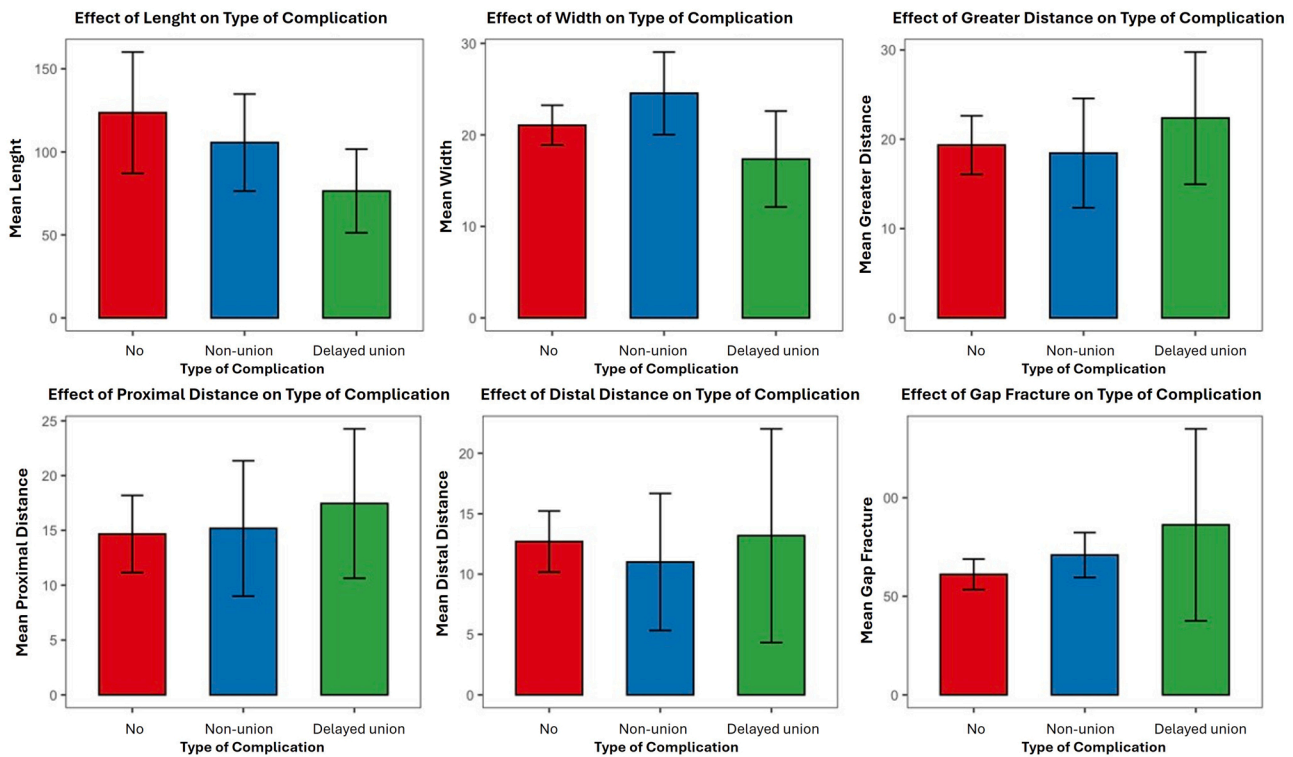 Effect of Lenght on Type of Complication
Mean Lenght
150
100
50
0
No Non-union Delayed union
Type of Complication
Effect of Width on Type of Complication
Mean Width
30
20
10
0
No Non-union Delayed union
Type of Complication
Effect of Greater Distance on Type of Complication
Mean Greater Distance
30
20
10
0
No Non-union Delayed union
Type of Complication
Effect of Proximal Distance on Type of Complication
Mean Proximal Distance
25
20
15
10
5
0
No Non-union Delayed union
Type of Complication
Effect of Distal Distance on Type of Complication
Mean Distal Distance
20
15
10
5
0
No Non-union Delayed union
Type of Complication
Effect of Gap Fracture on Type of Complication
Mean Gap Fracture
00
50
0
No Non-union Delayed union
Type of Complication